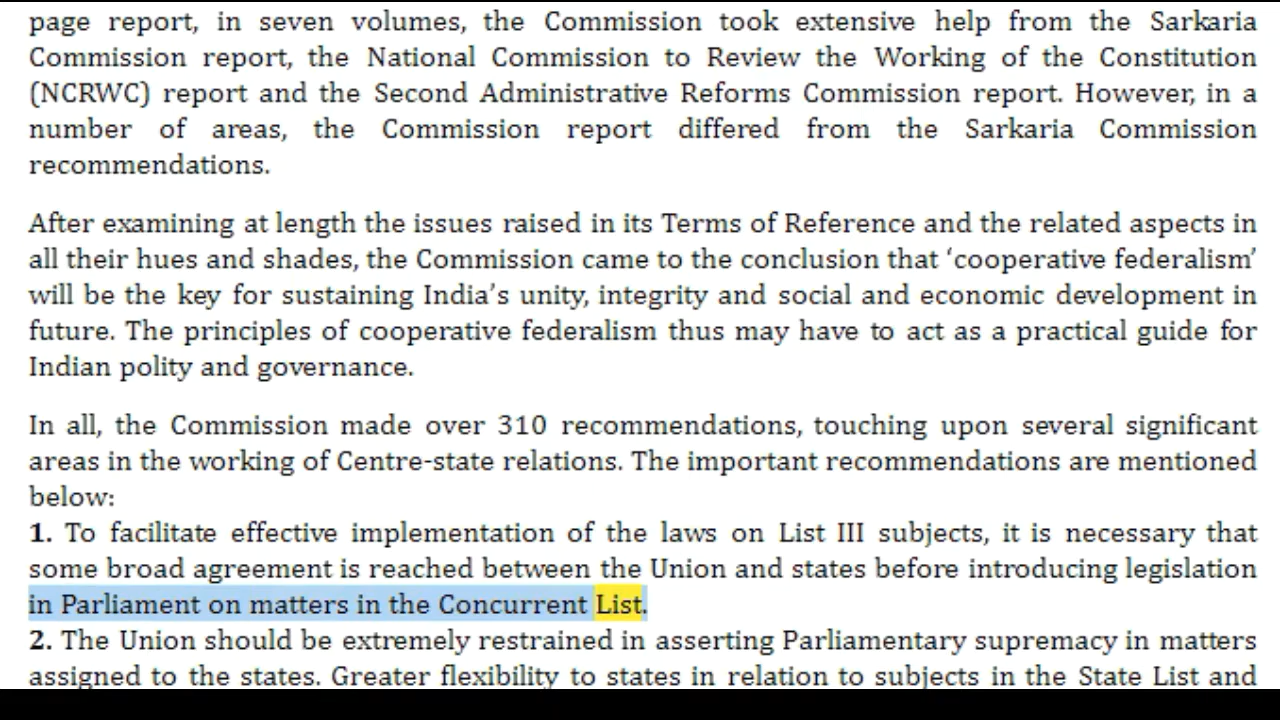 page report, in seven volumes, the Commission took extensive help from the Sarkaria
Commission report, the National Commission to Review the Working of the Constitution
(NCRWC) report and the Second Administrative Reforms Commission report. However, in a
number of areas, the Commission report differed from the Sarkaria Commission
recommendations.
After examining at length the issues raised in its Terms of Reference and the related aspects in
all their hues and shades, the Commission came to the conclusion that ‘cooperative federalism’
will be the key for sustaining India’s unity, integrity and social and economic development in
future. The principles of cooperative federalism thus may have to act as a practical guide for
Indian polity and governance.
In all, the Commission made over 310 recommendations, touching upon several significant
areas in the working of Centre-state relations. The important recommendations are mentioned
below:
1. To facilitate effective implementation of the laws on List III subjects, it is necessary that
some broad agreement is reached between the Union and states before introducing legislation
in Parliament on matters in the Concurrent List.
2. The Union should be extremely restrained in asserting Parliamentary supremacy in matters
assigned to the states. Greater flexibility to states in relation to subjects in the State List and